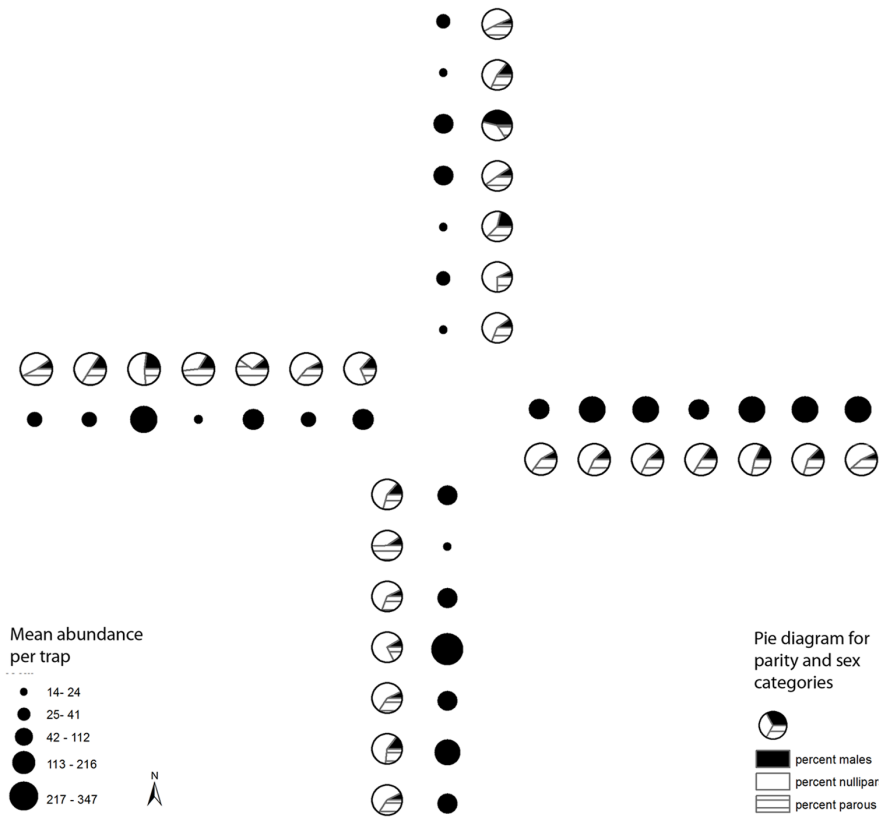 Mean abundance
per trap
14- 24
25- 41
42 - 112
113 - 216
217 - 347
N
Pie diagram for
parity and sex
categories
percent males
percent nullipar
percent parous